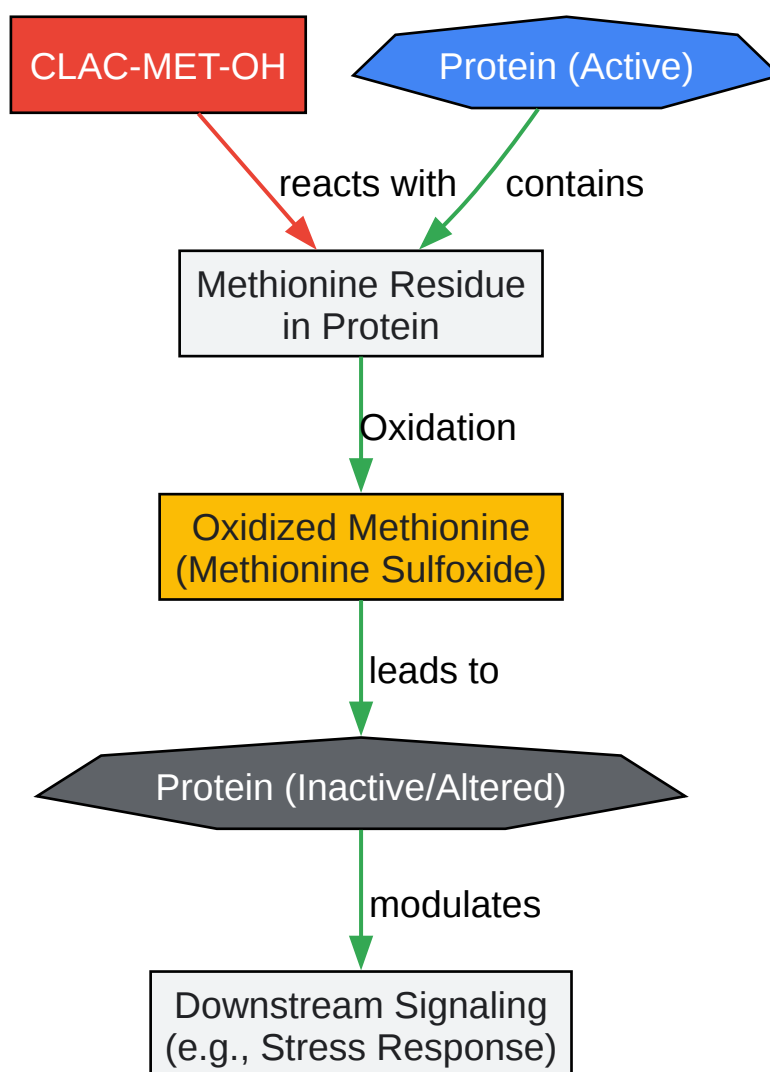 CLAC-MET-OH
Protein (Active)
reacts with
contains
Methionine Residue
in Protein
Oxidation
Oxidized Methionine
(Methionine Sulfoxide)
leads to
Protein (Inactive/Altered)
modulates
Downstream Signaling
(e.g., Stress Response)